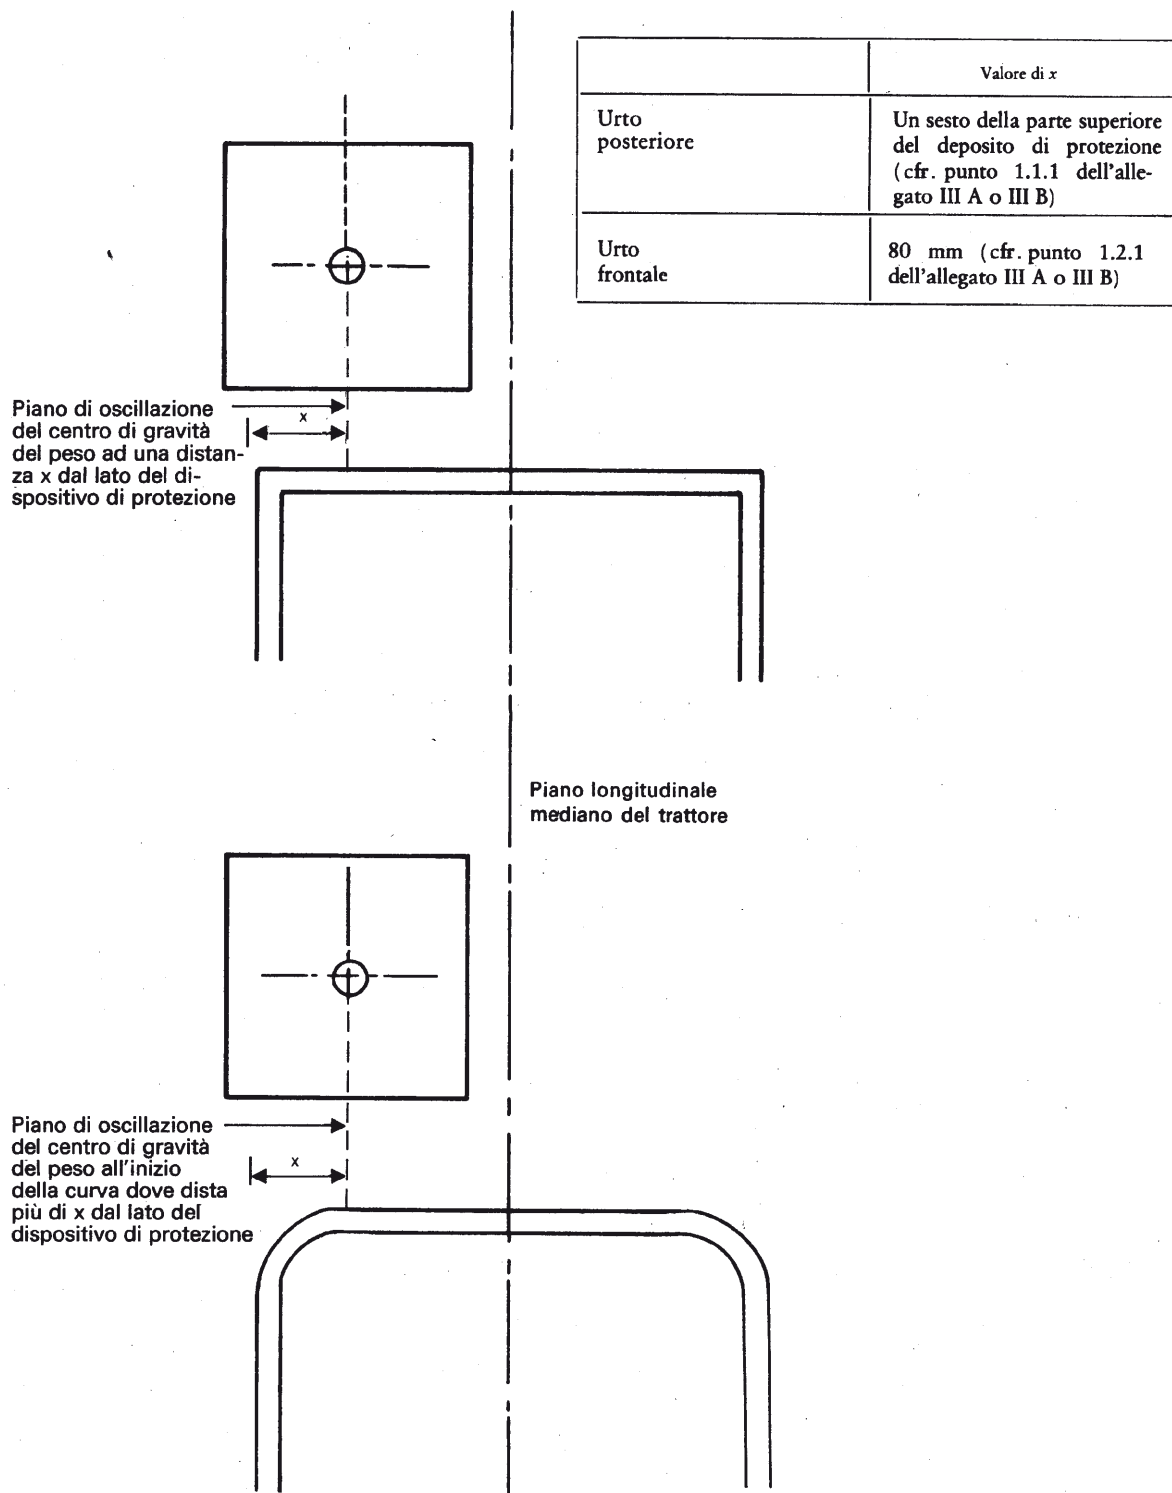 Valore di x
Urto
posteriore
Un sesto della parte superiore
del deposito di protezione
(cfr. punto 1.1.1 dell'alle-
gato III A o III B)
Urto
frontale
80 mm (cfr. punto 1.2.1
dell'allegato III A o III B)
Piano di oscillazione
del centro di gravità
del peso ad una distan-
za x dal lato del di-
spositivo di protezione
x
Piano longitudinale
mediano del trattore
Piano di oscillazione
del centro di gravità
del peso all'inizio
della curva dove dista
più di x dal lato del
dispositivo di protezione
x